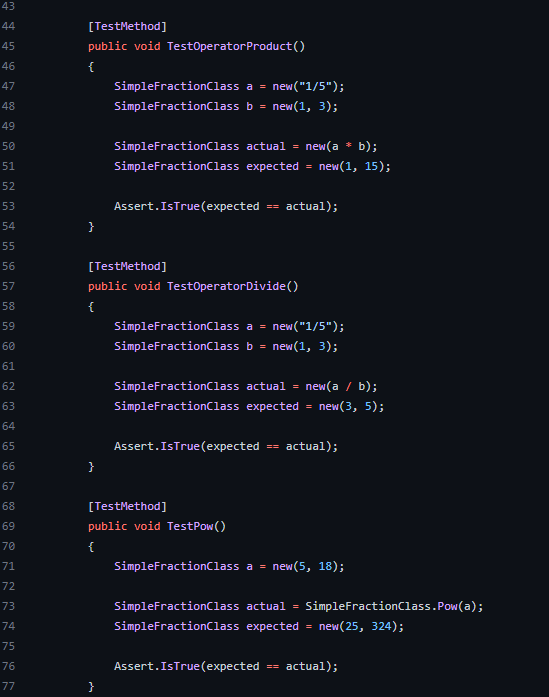 43
44 [TestMethod]
45 public void TestOperatorProduct()
46 {
47 SimpleFractionClass a = new("1/5");
48 SimpleFractionClass b = new(1, 3);
49
50 SimpleFractionClass actual = new(a * b);
51 SimpleFractionClass expected = new(1, 15);
52
53 Assert.IsTrue(expected == actual);
54 }
55
56 [TestMethod]
57 public void TestOperatorDivide()
58 {
59 SimpleFractionClass a = new("1/5");
60 SimpleFractionClass b = new(1, 3);
61
62 SimpleFractionClass actual = new(a / b);
63 SimpleFractionClass expected = new(3, 5);
64
65 Assert.IsTrue(expected == actual);
66 }
67
68 [TestMethod]
69 public void TestPow()
70 {
71 SimpleFractionClass a = new(5, 18);
72
73 SimpleFractionClass actual = SimpleFractionClass.Pow(a);
74 SimpleFractionClass expected = new(25, 324);
75
76 Assert.IsTrue(expected == actual);
77 }